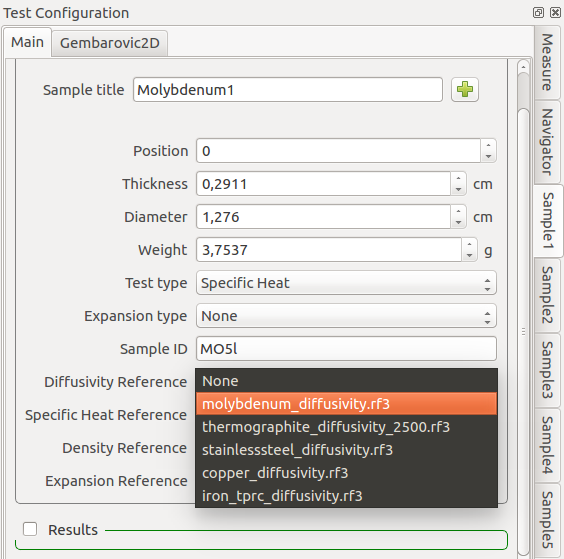 Test Configuration
Main Gembarovic2D
Sample title Molybdenum1
Position 0
Thickness 0,2911 cm
Diameter 1,276 cm
Weight 3,7537 g
Test type Specific Heat
Expansion type None
Sample ID MO5l
Diffusivity Reference
Specific Heat Reference
Density Reference
Expansion Reference
None
molybdenum_diffusivity.rf3
thermographite_diffusivity_2500.rf3
stainlesssteel_diffusivity.rf3
copper_diffusivity.rf3
iron_tprc_diffusivity.rf3
Results
Measure
Navigator
Sample1
Sample2
Sample3
Sample4
Sample5